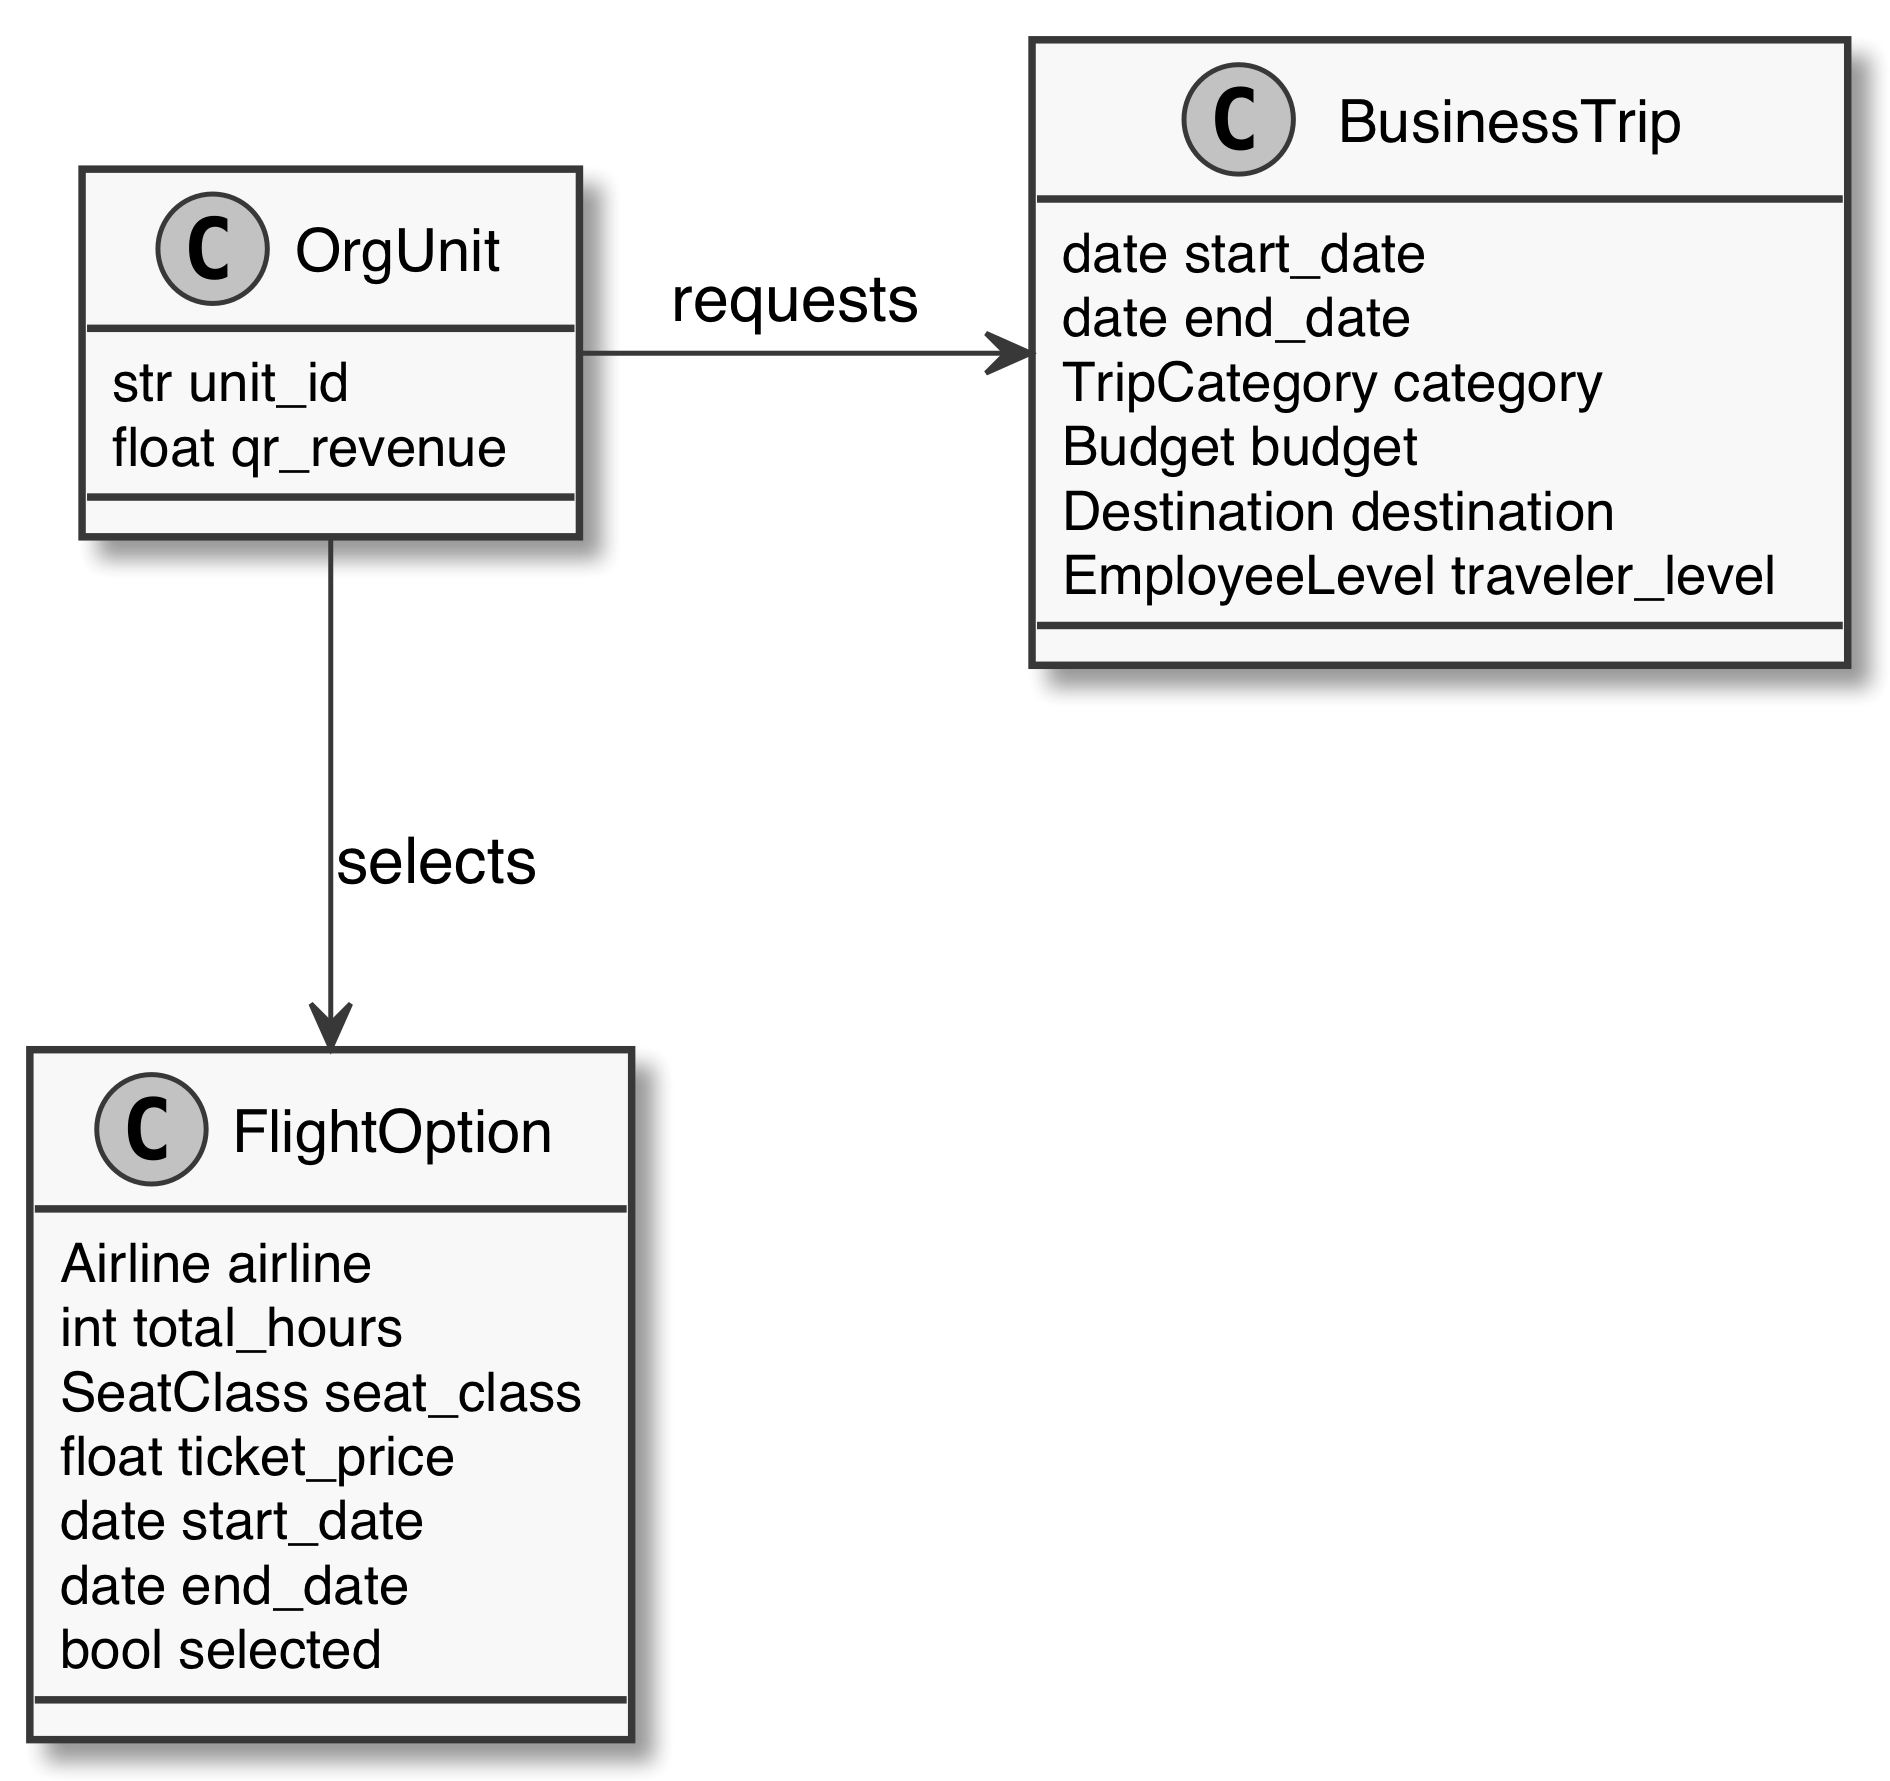 C OrgUnit
str unit_id
float qr_revenue
requests
C BusinessTrip
date start_date
date end_date
TripCategory category
Budget budget
Destination destination
EmployeeLevel traveler_level
selects
C FlightOption
Airline airline
int total_hours
SeatClass seat_class
float ticket_price
date start_date
date end_date
bool selected